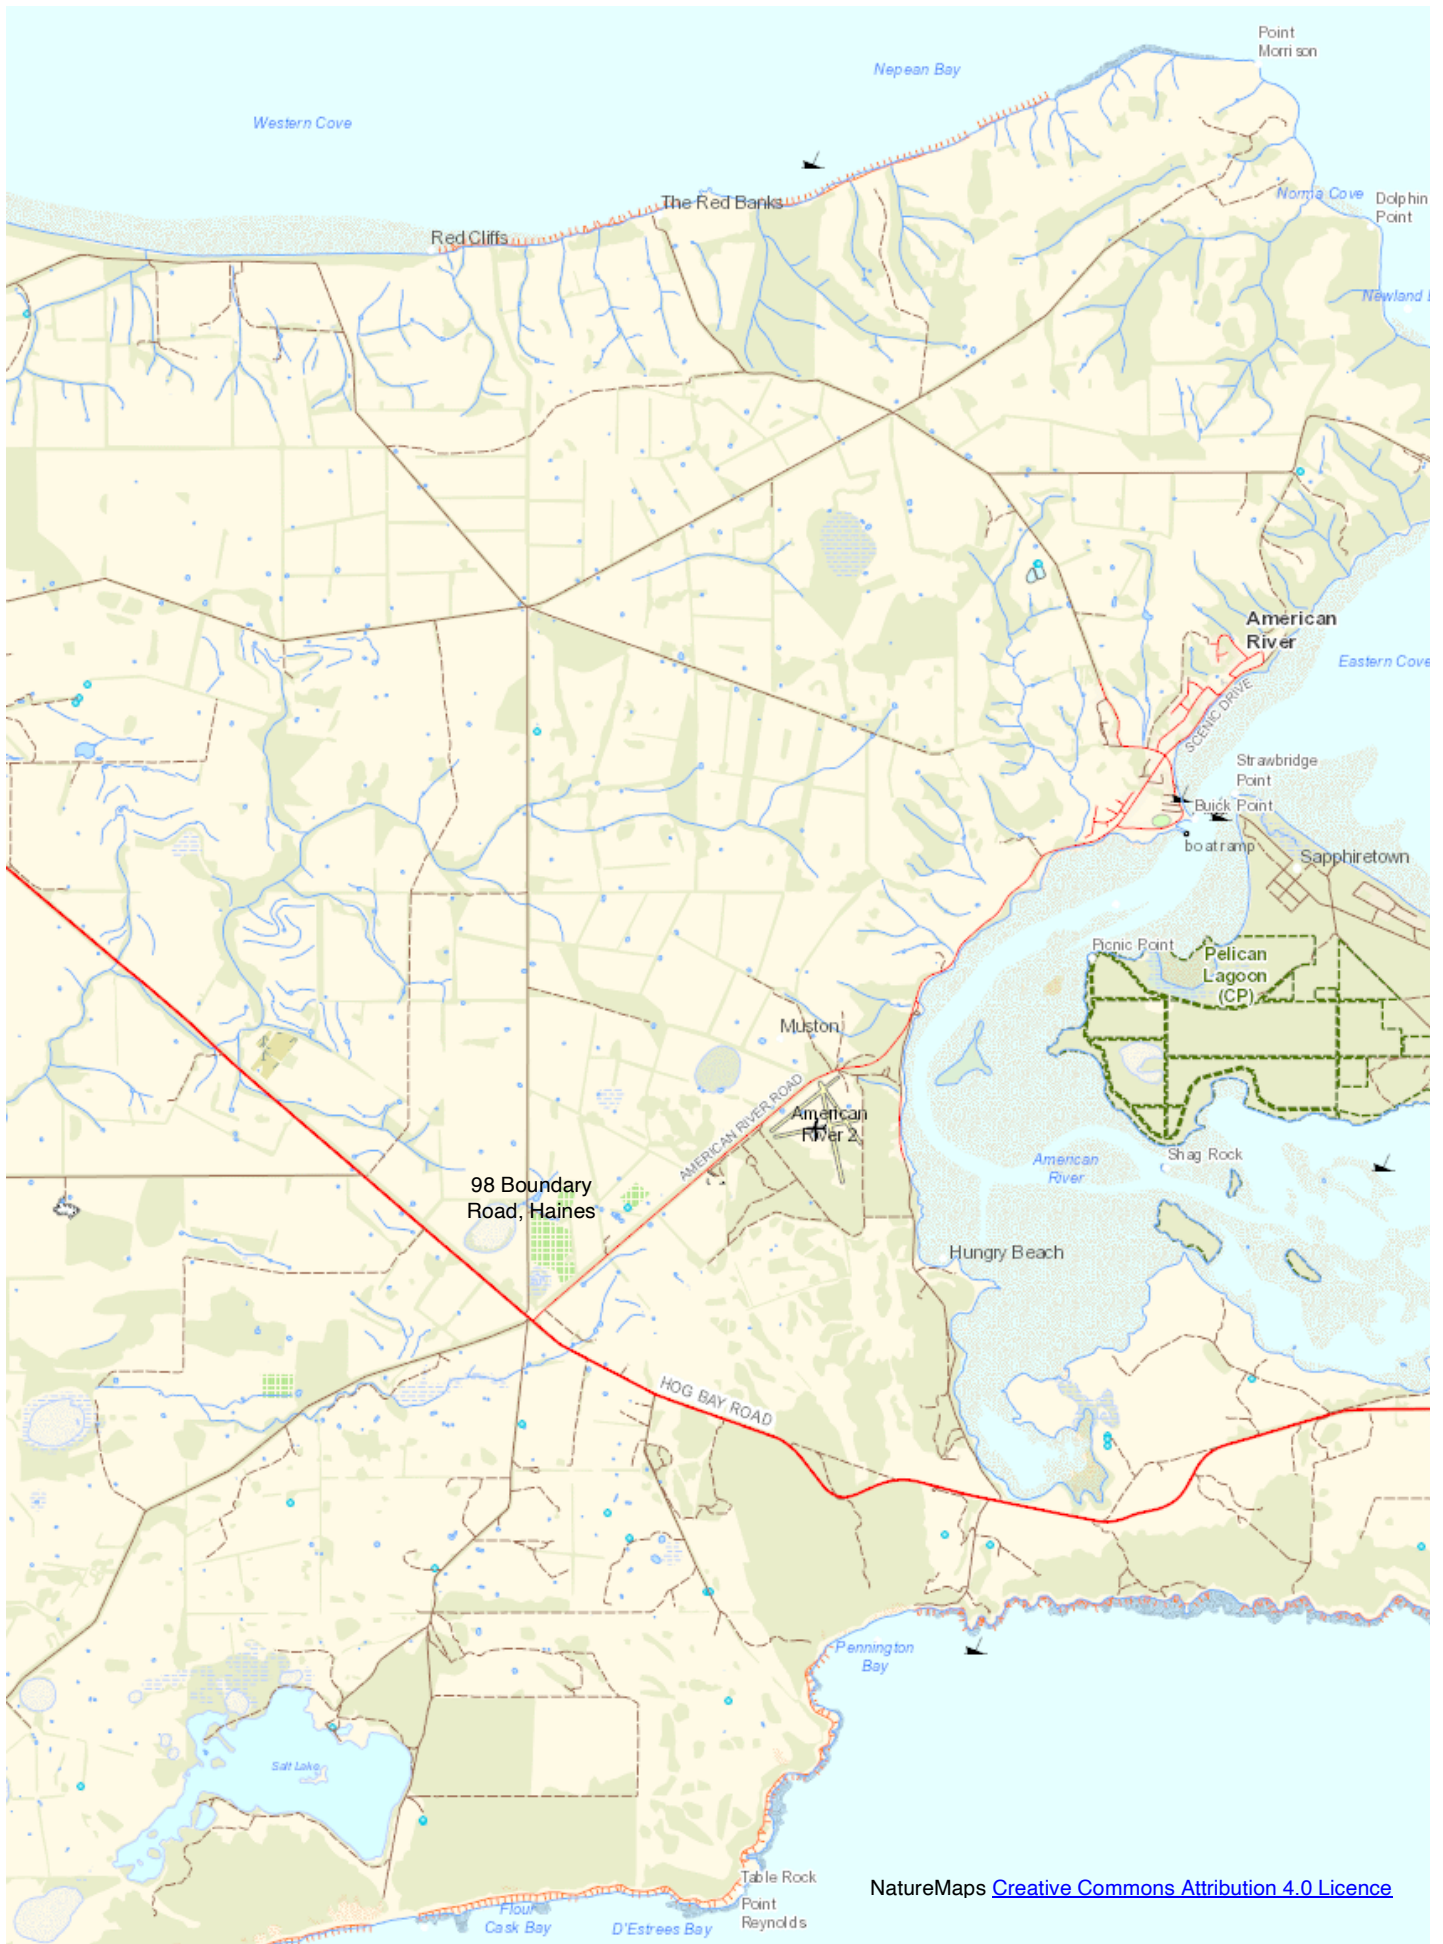 Point
Morrison
Nepean Bay
Western Cove
Norma Cove
Dolphin
Point
The Red Banks
Red Cliffs
Newland
American
River
Eastern Cove
SCENIC DRIVE
Strawbridge
Point
Buick Point
boat ramp
Sapphiretown
Picnic Point
Pelican
Lagoon
(CP)
Muston
AMERICAN RIVER ROAD
American
River 2
Shag Rock
American
River
98 Boundary
Road, Haines
Hungry Beach
HOG BAY ROAD
Pennington
Bay
Salt Lake
Table Rock
Point
Reynolds
Flour
Cask Bay
D'Estrees Bay
NatureMaps Creative Commons Attribution 4.0 Licence